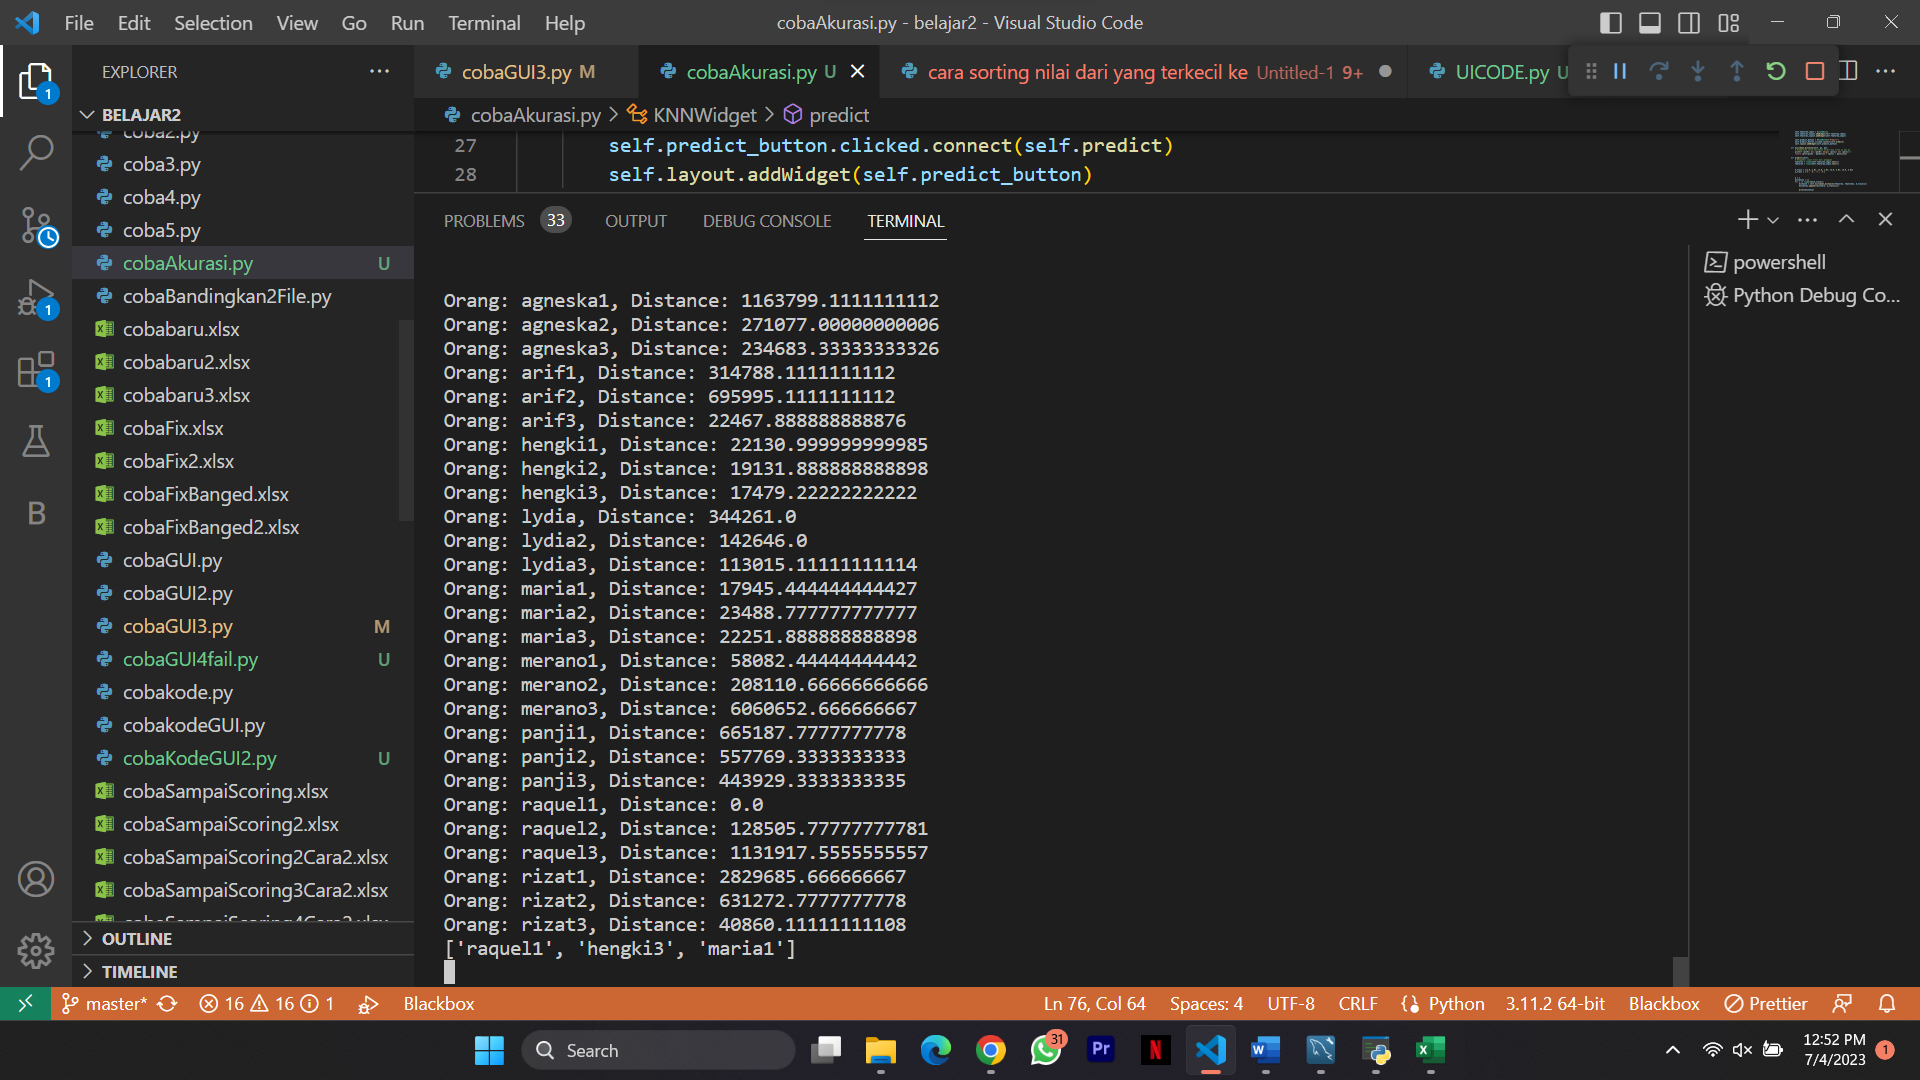 File Edit Selection View Go Run Terminal Help
cobaAkurasi.py - belajar2 - Visual Studio Code
EXPLORER
BELAJAR2
coba2.py
coba3.py
coba4.py
coba5.py
cobaAkurasi.py U
cobaBandingkan2File.py
cobabaru.xlsx
cobabaru2.xlsx
cobabaru3.xlsx
cobaFix.xlsx
cobaFix2.xlsx
cobaFixBanged.xlsx
cobaFixBanged2.xlsx
cobaGUI.py
cobaGUI2.py
cobaGUI3.py M
cobaGUI4fail.py U
cobakode.py
cobakodeGUI.py
cobaKodeGUI2.py U
cobaSampaiScoring.xlsx
cobaSampaiScoring2.xlsx
cobaSampaiScoring2Cara2.xlsx
cobaSampaiScoring3Cara2.xlsx
OUTLINE
TIMELINE
cobaGUI3.py M
cobaAkurasi.py U
cara sorting nilai dari yang terkecil ke Untitled-1 9+
UICODE.py U
cobaAkurasi.py > KNNWidget > predict
27 self.predict_button.clicked.connect(self.predict)
28 self.layout.addWidget(self.predict_button)
PROBLEMS 33 OUTPUT DEBUG CONSOLE TERMINAL
Orang: agneska1, Distance: 1163799.1111111112
Orang: agneska2, Distance: 271077.00000000006
Orang: agneska3, Distance: 234683.33333333326
Orang: arif1, Distance: 314788.1111111112
Orang: arif2, Distance: 695995.1111111112
Orang: arif3, Distance: 22467.888888888876
Orang: hengki1, Distance: 22130.999999999985
Orang: hengki2, Distance: 19131.888888888898
Orang: hengki3, Distance: 17479.22222222222
Orang: lydia, Distance: 344261.0
Orang: lydia2, Distance: 142646.0
Orang: lydia3, Distance: 113015.11111111114
Orang: maria1, Distance: 17945.444444444427
Orang: maria2, Distance: 23488.777777777777
Orang: maria3, Distance: 22251.888888888898
Orang: merano1, Distance: 58082.44444444442
Orang: merano2, Distance: 208110.66666666666
Orang: merano3, Distance: 6060652.666666667
Orang: panji1, Distance: 665187.7777777778
Orang: panji2, Distance: 557769.3333333333
Orang: panji3, Distance: 443929.3333333335
Orang: raquel1, Distance: 0.0
Orang: raquel2, Distance: 128505.77777777781
Orang: raquel3, Distance: 1131917.5555555557
Orang: rizat1, Distance: 2829685.666666667
Orang: rizat2, Distance: 631272.7777777778
Orang: rizat3, Distance: 40860.11111111108
['raquel1', 'hengki3', 'maria1']
powershell
Python Debug Co...
master* 16 16 1 Blackbox
Ln 76, Col 64 Spaces: 4 UTF-8 CRLF Python 3.11.2 64-bit Blackbox Prettier
Search
31
12:52 PM
7/4/2023
1